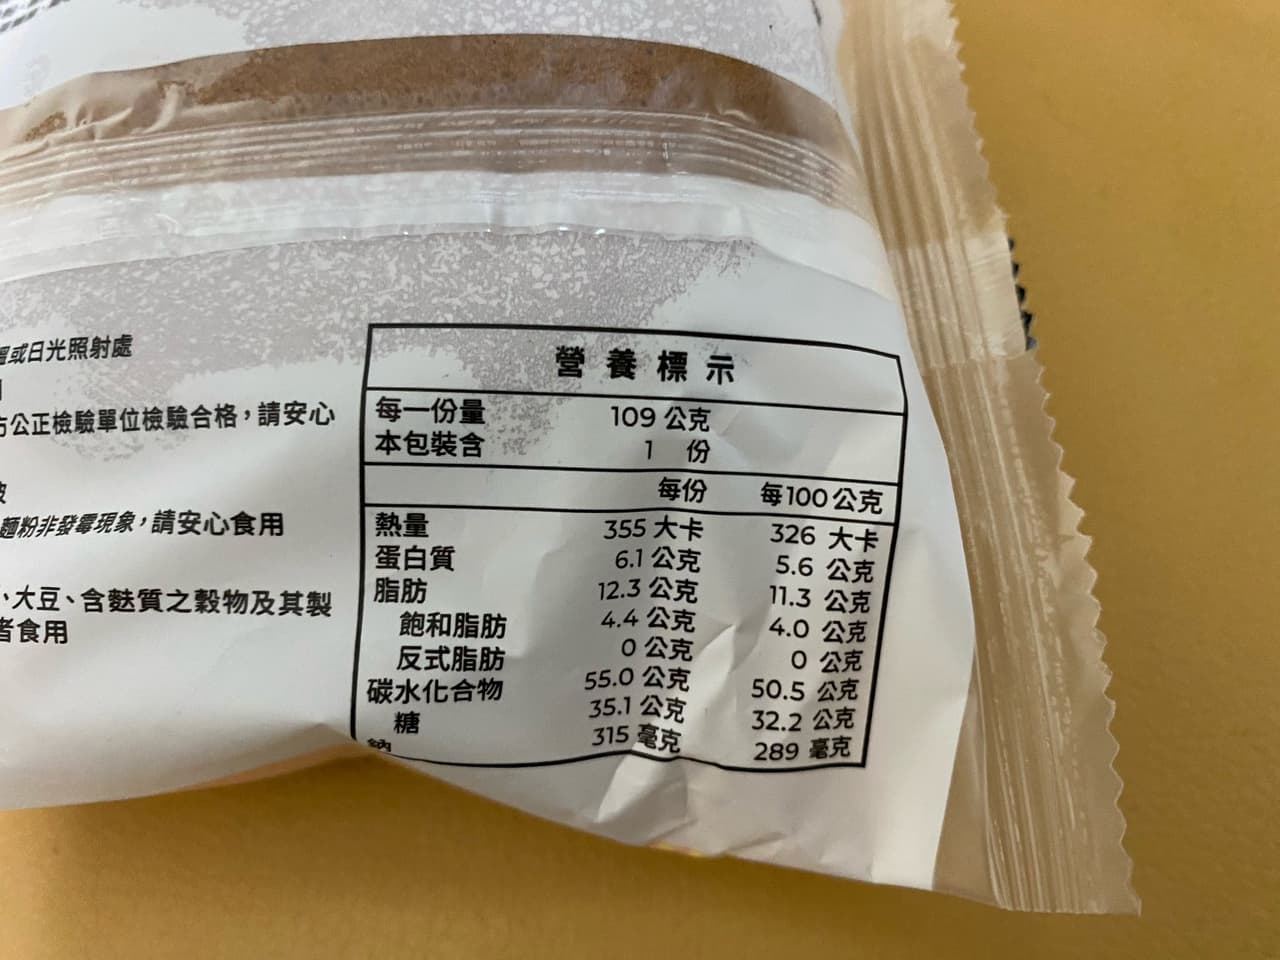 或日光照射處
公正檢驗單位檢驗合格，請安心
麵粉非發霉現象，請安心食用
、大豆、含麩質之穀物及其製
者食用
營養標示
每一份量 109 公克
本包裝含 1 份
每份 每100公克
熱量 355 大卡 326 大卡
蛋白質 6.1 公克 5.6 公克
脂肪 12.3 公克 11.3 公克
飽和脂肪 4.4 公克 4.0 公克
反式脂肪 0 公克 0 公克
碳水化合物 55.0 公克 50.5 公克
糖 35.1 公克 32.2 公克
鈉 315 毫克 289 毫克